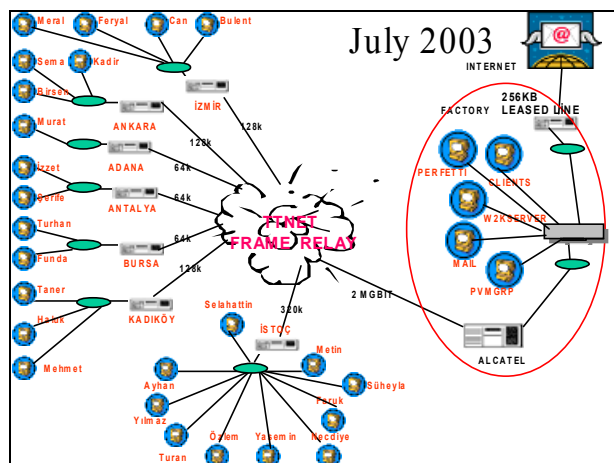 Meral
Feryal
Can
Bulent
July 2003
@
INTERNET
Sema
Kadir
Birsen
İZMİR
128k
ANKARA
128k
Murat
ADANA
64k
İzzet
Şerife
ANTALYA
64k
Turhan
Funda
BURSA
64k
Taner
Haluk
Mehmet
KADIKÖY
128k
TTNET
FRAME RELAY
256KB
LEASED LINE
FACTORY
PERFETTI
CLIENTS
W2KSERVER
MAIL
PVMGRP
2 MGBIT
ALCATEL
320k
Selahattin
İSTOÇ
Metin
Ayhan
Süheyla
Faruk
Yılmaz
Turan
Özlem
Yasemin
Necdiye